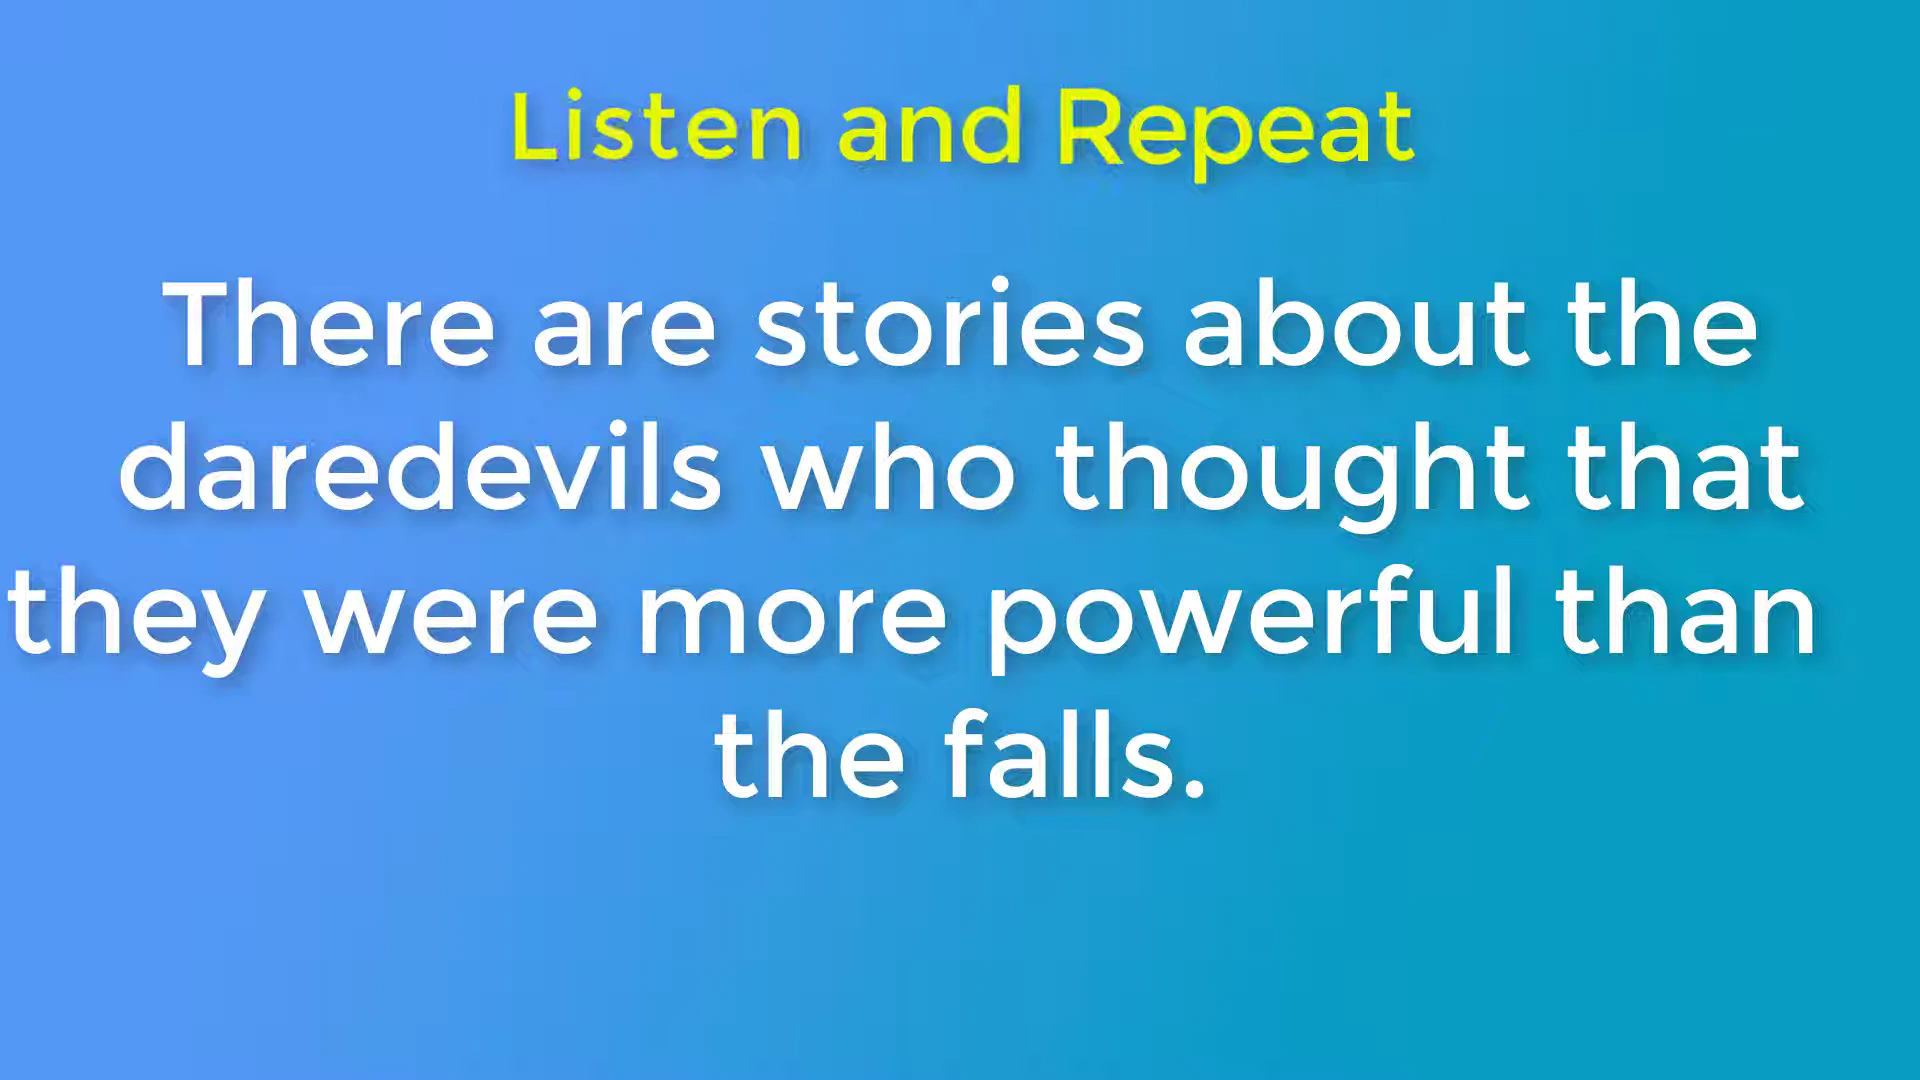 Listen and Repeat
There are stories about the
daredevils who thought that
they were more powerful than
the falls.